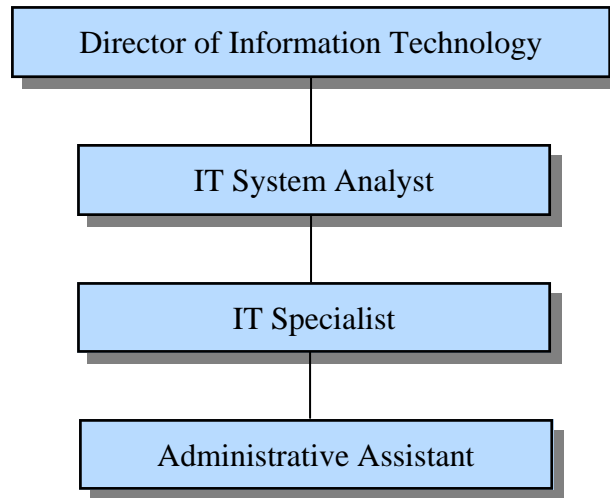 Director of Information Technology
IT System Analyst
IT Specialist
Administrative Assistant